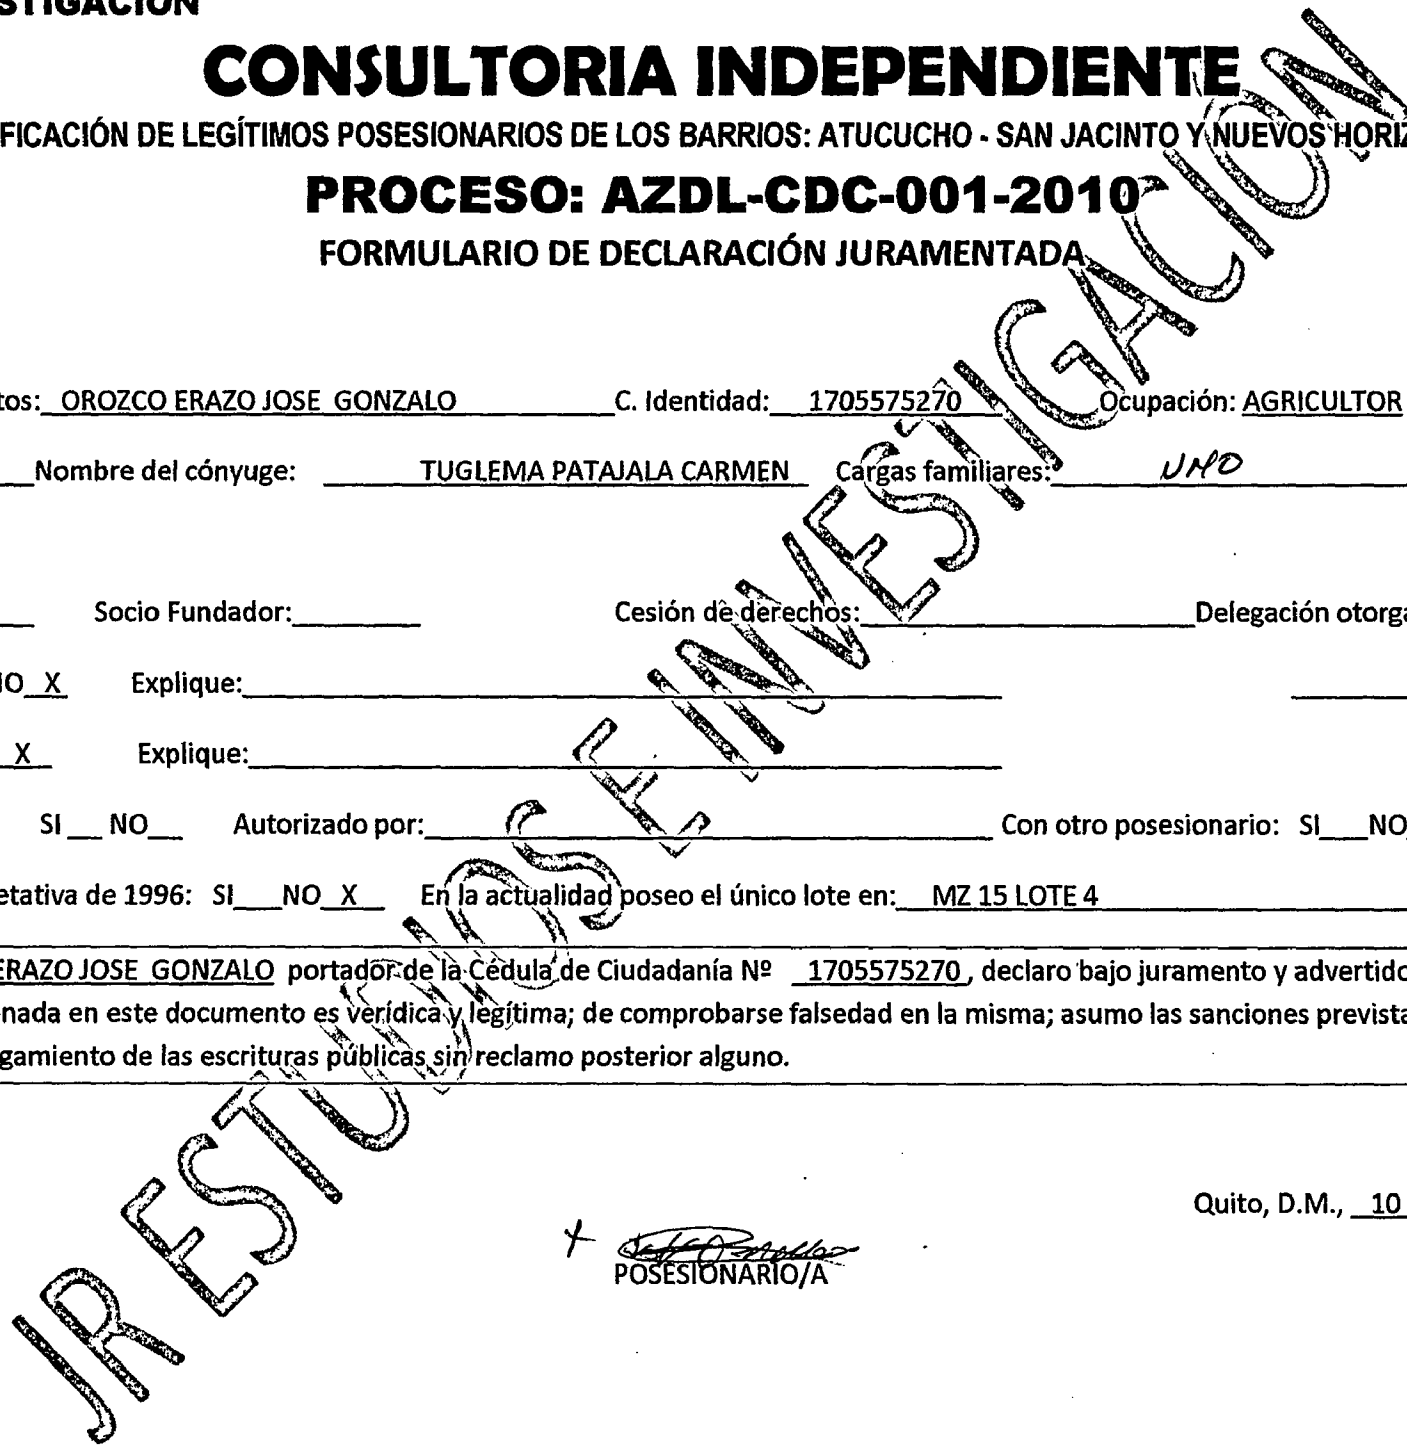 STIGACIÓN
CONSULTORIA INDEPENDIENTE
FICACIÓN DE LEGÍTIMOS POSESIONARIOS DE LOS BARRIOS: ATUCUCHO - SAN JACINTO Y NUEVOS HORIZ
PROCESO: AZDL-CDC-001-2010
FORMULARIO DE DECLARACIÓN JURAMENTADA
tos: OROZCO ERAZO JOSE GONZALO C. Identidad: 1705575270 Ocupación: AGRICULTOR
Nombre del cónyuge: TUGLEMA PATAJALA CARMEN Cargas familiares: UNO
Socio Fundador: Cesión de derechos: Delegación otorga
NO X Explique:
X Explique:
SI __ NO__ Autorizado por: Con otro posesionario: SI___NO
etativa de 1996: SI___NO_X En la actualidad poseo el único lote en: MZ 15 LOTE 4
ERAZO JOSE GONZALO portador de la Cédula de Ciudadanía Nº 1705575270, declaro bajo juramento y advertido
nada en este documento es verídica y legítima; de comprobarse falsedad en la misma; asumo las sanciones prevista
gamiento de las escrituras públicas sin reclamo posterior alguno.
Quito, D.M., 10
POSESIONARIO/A
JR ESTUDIOS E INVESTIGACION